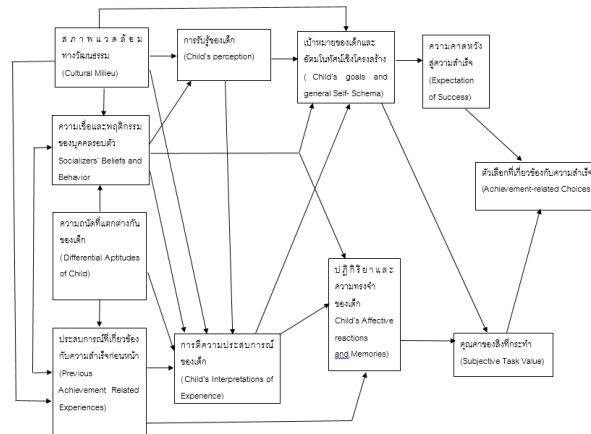 ส ภ า พ แ ว ด ล้ อ ม
ทางวัฒนธรรม
(Cultural Milieu)
การรับรู้ของเด็ก
(Child's perception)
เป้าหมายของเด็กและ
อัตมโนทัศน์เชิงโครงสร้าง
( Child's goals and
general Self- Schema)
ความคาดหวัง
สู่ความสำเร็จ
(Expectation
of Success)
ความเชื่อและพฤติกรรม
ของบุคคลรอบตัว
Socializers' Beliefs and
Behavior
ตัวเลือกที่เกี่ยวข้องกับความสำเร็จ
(Achievement-related Choices
ความถนัดที่แตกต่างกัน
ของเด็ก
(Differential Aptitudes
of Child)
ป ฏิ กิ ริ ย า แ ล ะ
ความทรงจำ
ของเด็ก
Child's Affective
reactions
and Memories)
ประสบการณ์ที่เกี่ยวข้อง
กับความสำเร็จก่อนหน้า
(Previous
Achievement Related
Experiences)
การตีความประสบการณ์
ของเด็ก
(Child's Interpretations of
Experience)
คุณค่าของสิ่งที่กระทำ
(Subjective Task Value)